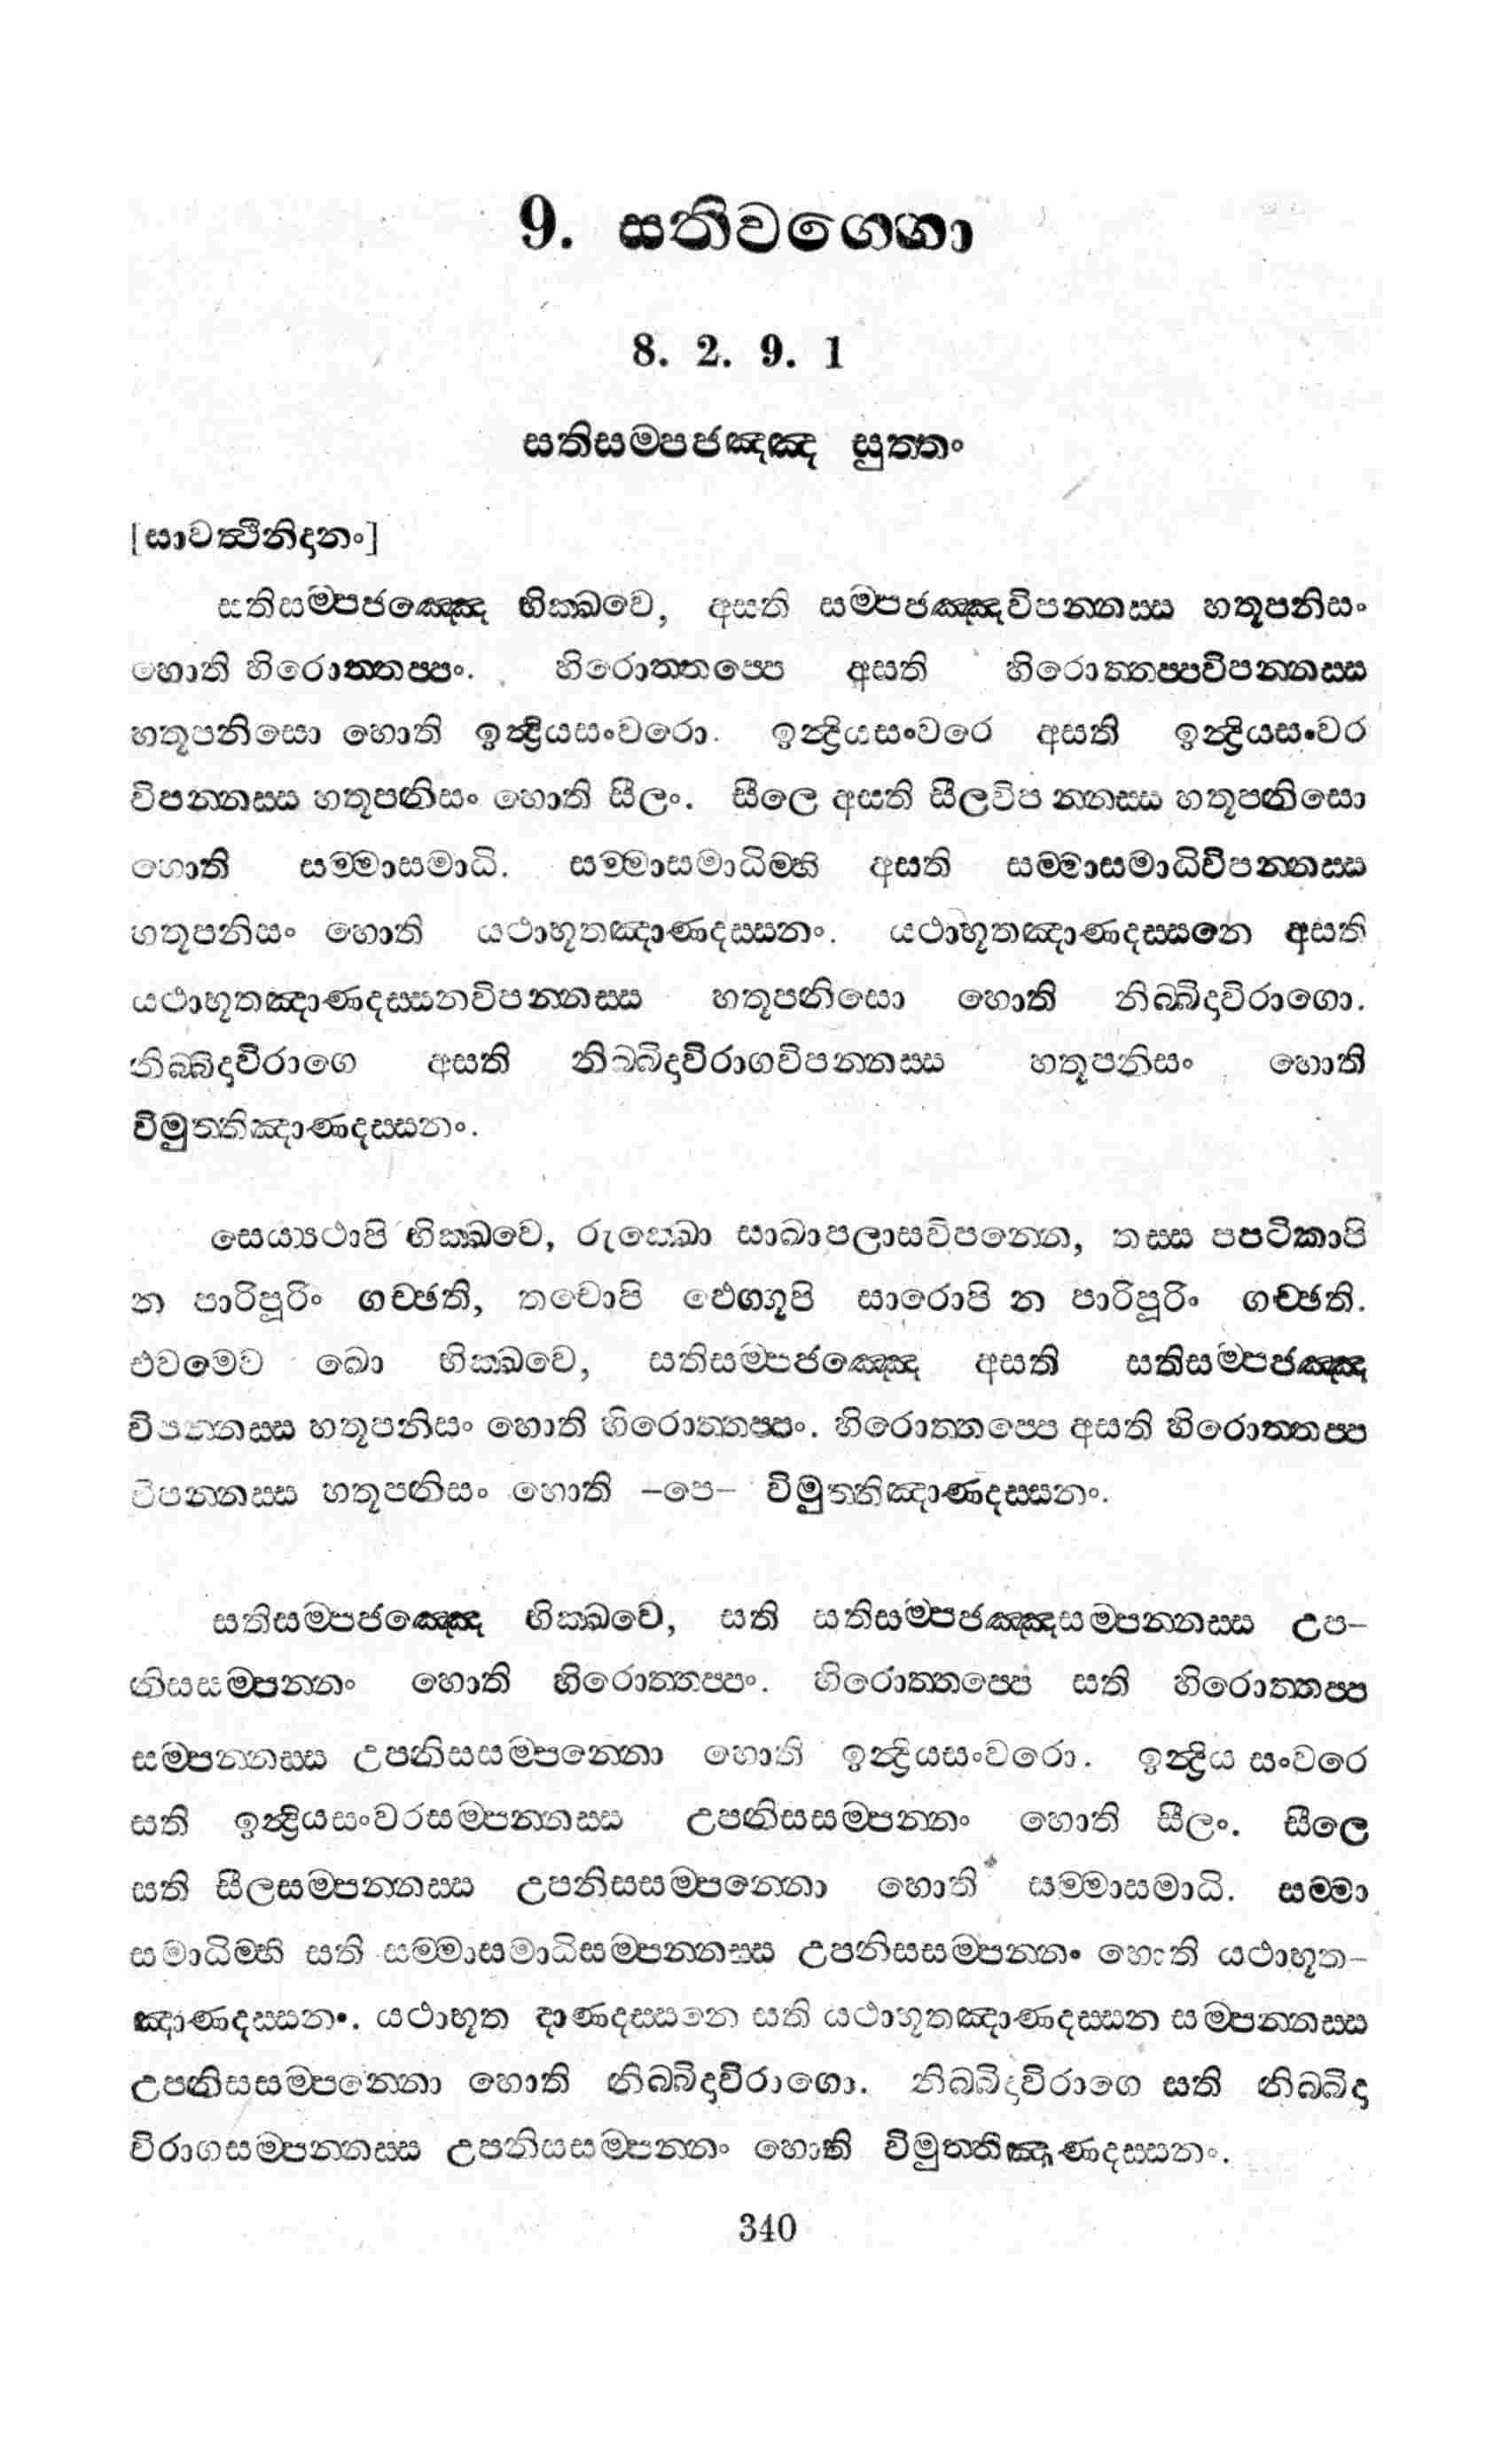 9. සතිවග්ගො
8. 2. 9. 1
සතිසම්පජඤ්ඤ සුත්තං
[සාවත්ථිනිදානං]
සතිසම්පජඤ්ඤෙ භික්ඛවෙ, අසති සම්පජඤ්ඤවිපන්නස්ස හතූපනිසං
හොති හිරොත්තප්පං. හිරොත්තප්පෙ අසති හිරොත්තප්පවිපන්නස්ස
හතූපනිසො හොති ඉන්ද්‍රියසංවරො. ඉන්ද්‍රියසංවරෙ අසති ඉන්ද්‍රියසංවර
විපන්නස්ස හතූපනිසං හොති සීලං. සීලෙ අසති සීලවිප න්නස්ස හතූපනිසො
හොති සම්මාසමාධි. සම්මාසමාධිම්හි අසති සම්මාසමාධිවිපන්නස්ස
හතූපනිසං හොති යථාභූතඤාණදස්සනං. යථාභූතඤාණදස්සනෙ අසති
යථාභූතඤාණදස්සනවිපන්නස්ස හතූපනිසො හොති නිබ්බිදාවිරාගො.
නිබ්බිදාවිරාගෙ අසති නිබ්බිදාවිරාගවිපන්නස්ස හතූපනිසං හොති
විමුත්තිඤාණදස්සනං.
සෙය්‍යථාපි භික්ඛවෙ, රුක්ඛො සාඛාපලාසවිපන්නෙ, තස්ස පපටිකාපි
න පාරිපූරිං ගච්ඡති, තචොපි ඵෙග්ගූපි සාරොපි න පාරිපූරිං ගච්ඡති.
එවමෙව ඛො භික්ඛවෙ, සතිසම්පජඤ්ඤෙ අසති සතිසම්පජඤ්ඤ
විපන්නස්ස හතූපනිසං හොති හිරොත්තප්පං. හිරොත්තප්පෙ අසති හිරොත්තප්ප
විපන්නස්ස හතූපනිසං හොති –පෙ– විමුත්තිඤාණදස්සනං.
සතිසම්පජඤ්ඤෙ භික්ඛවෙ, සති සතිසම්පජඤ්ඤසම්පන්නස්ස උප–
නිසසම්පන්නං හොති හිරොත්තප්පං. හිරොත්තප්පෙ සති හිරොත්තප්ප
සම්පන්නස්ස උපනිසසම්පන්නො හොති ඉන්ද්‍රියසංවරො. ඉන්ද්‍රිය සංවරෙ
සති ඉන්ද්‍රියසංවරසම්පන්නස්ස උපනිසසම්පන්නං හොති සීලං. සීලෙ
සති සීලසම්පන්නස්ස උපනිසසම්පන්නො හොති සම්මාසමාධි. සම්මා
සමාධිම්හි සති සම්මාසමාධිසම්පන්නස්ස උපනිසසම්පන්නං හොති යථාභූත–
ඤාණදස්සනං. යථාභූත දාණදස්සනෙ සති යථාභූතඤාණදස්සන සම්පන්නස්ස
උපනිසසම්පන්නො හොති නිබ්බිදාවිරාගො. නිබ්බිදාවිරාගෙ සති නිබ්බිදා
විරාගසම්පන්නස්ස උපනිසසම්පන්නං හොති විමුත්තිඤාණදස්සනං.
340